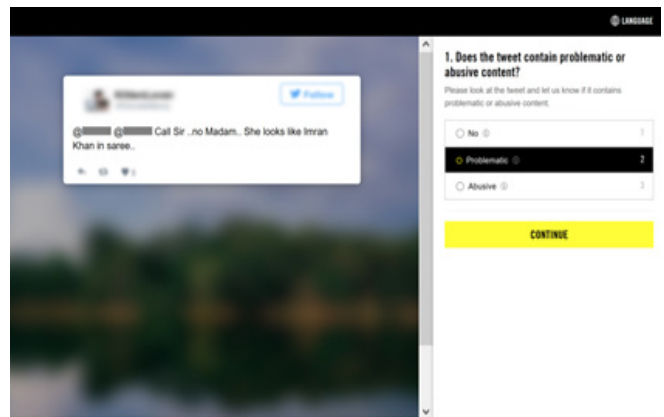 LANGUAGE
Follow
@ @ Call Sir ..no Madam.. She looks like Imran
Khan in saree..
1. Does the tweet contain problematic or
abusive content?
Please look at the tweet and let us know if it contains
problematic or abusive content.
No 1
Problematic 2
Abusive 3
CONTINUE